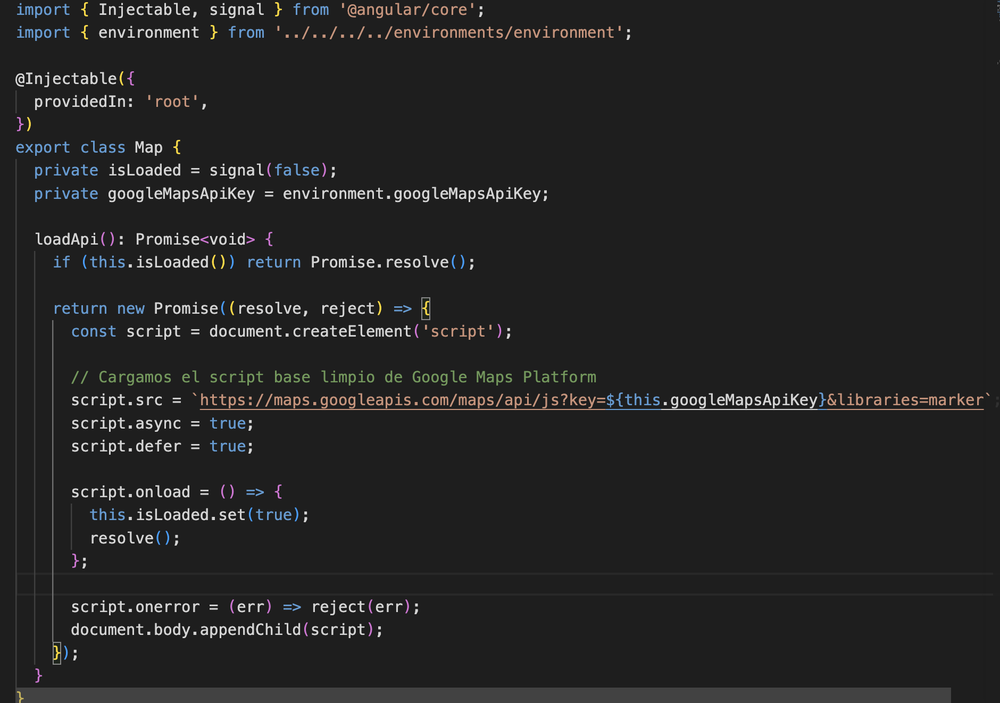 import { Injectable, signal } from '@angular/core';
import { environment } from '../../../../environments/environment';

@Injectable({
  providedIn: 'root',
})
export class Map {
  private isLoaded = signal(false);
  private googleMapsApiKey = environment.googleMapsApiKey;

  loadApi(): Promise<void> {
    if (this.isLoaded()) return Promise.resolve();

    return new Promise((resolve, reject) => {
      const script = document.createElement('script');

      // Cargamos el script base limpio de Google Maps Platform
      script.src = `https://maps.googleapis.com/maps/api/js?key=${this.googleMapsApiKey}&libraries=marker`;
      script.async = true;
      script.defer = true;

      script.onload = () => {
        this.isLoaded.set(true);
        resolve();
      };

      script.onerror = (err) => reject(err);
      document.body.appendChild(script);
    });
  }
}